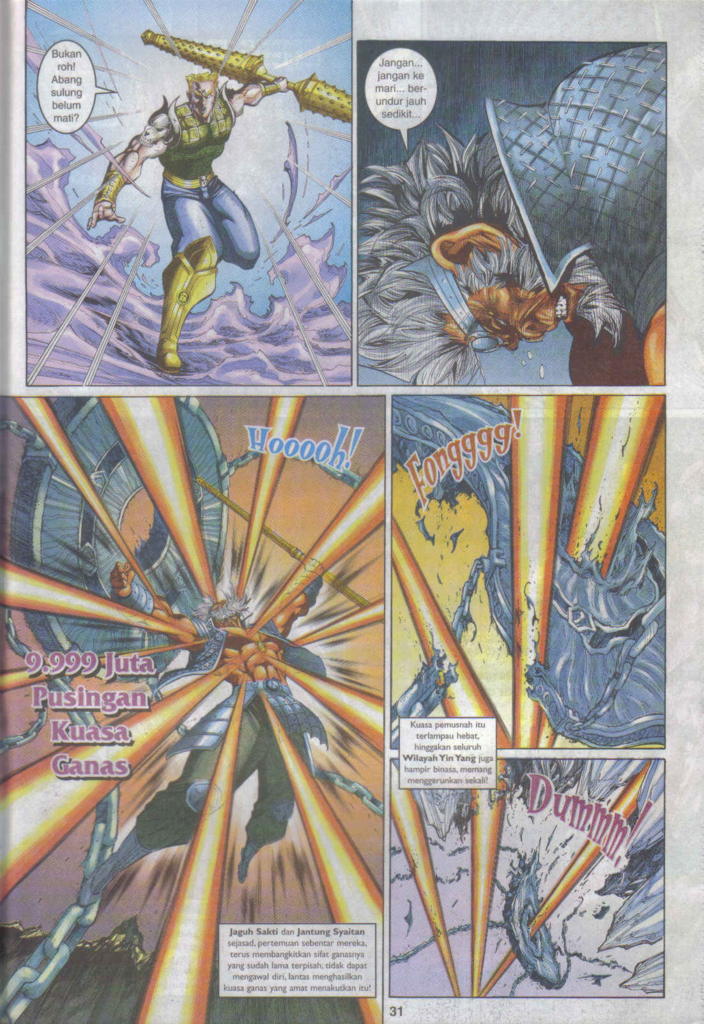 Bukan
roh!
Abang
sulung
belum
mati?
Jangan...
jangan ke
mari... ber-
undur jauh
sedikit...
Hooooh!
9.999 Juta
Pusingan
Kuasa
Ganas
Jaguh Sakti dan Jantung Syaitan
sejasad, pertemuan sebentar mereka,
terus membangkitkan sifat ganasnya
yang sudah lama terpisah, tidak dapat
mengawal diri, lantas menghasilkan
kuasa ganas yang amat menakutkan itu!
Fongggg!
Kuasa pemusnah itu
terlampau hebat,
hinggakan seluruh
Wilayah Yin Yang juga
hampir binasa, memang
menggerunkan sekali!
Dummm!
31